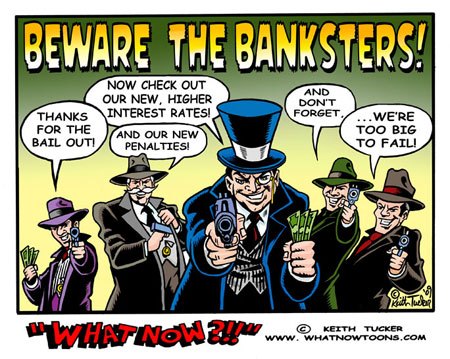 BEWARE THE BANKSTERS!
THANKS
FOR THE
BAIL OUT!
NOW CHECK OUT
OUR NEW, HIGHER
INTEREST RATES!
AND OUR NEW
PENALTIES!
AND
DON'T
FORGET,
...WE'RE
TOO BIG
TO FAIL!
© Keith Tucker '09
"WHAT NOW?!!"
© KEITH TUCKER
WWW.WHATNOWTOONS.COM